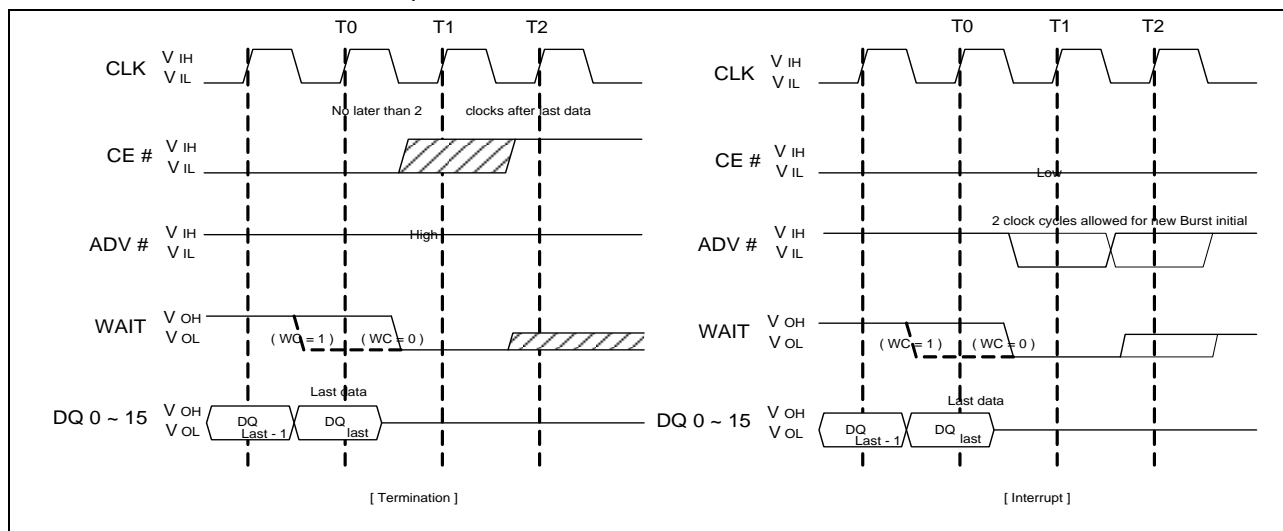 T0 T1 T2
CLK V IH
V IL
No later than 2 clocks after last data
CE # V IH
V IL
ADV # V IH
V IL
High
WAIT V OH
V OL
( WC = 1 ) ( WC = 0 )
Last data
DQ 0 ~ 15 V OH
V OL
DQ Last - 1
DQ last
[ Termination ]
T0 T1 T2
CLK V IH
V IL
CE # V IH
V IL
Low
2 clock cycles allowed for new Burst initial
ADV # V IH
V IL
WAIT V OH
V OL
( WC = 1 ) ( WC = 0 )
Last data
DQ 0 ~ 15 V OH
V OL
DQ Last - 1
DQ last
[ Interrupt ]